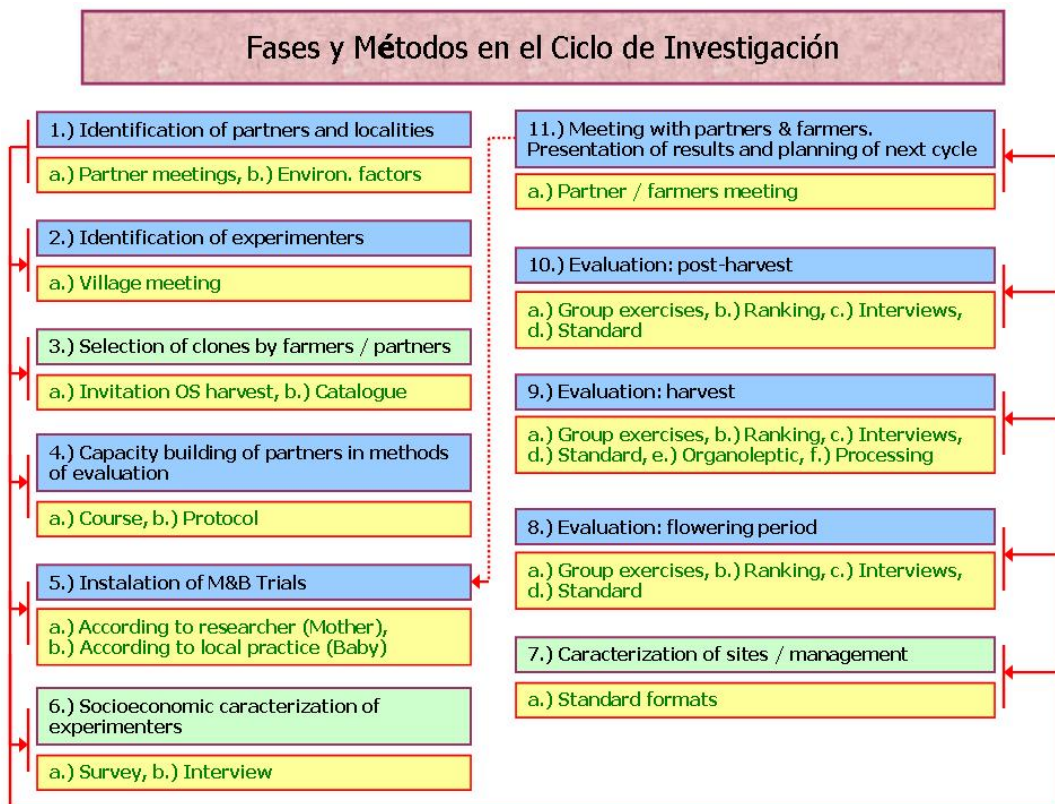 Fases y Métodos en el Ciclo de Investigación
1.) Identification of partners and localities
a.) Partner meetings, b.) Environ. factors
2.) Identification of experimenters
a.) Village meeting
3.) Selection of clones by farmers / partners
a.) Invitation OS harvest, b.) Catalogue
4.) Capacity building of partners in methods
of evaluation
a.) Course, b.) Protocol
5.) Instalation of M&B Trials
a.) According to researcher (Mother),
b.) According to local practice (Baby)
6.) Socioeconomic caracterization of
experimenters
a.) Survey, b.) Interview
11.) Meeting with partners & farmers.
Presentation of results and planning of next cycle
a.) Partner / farmers meeting
10.) Evaluation: post-harvest
a.) Group exercises, b.) Ranking, c.) Interviews,
d.) Standard
9.) Evaluation: harvest
a.) Group exercises, b.) Ranking, c.) Interviews,
d.) Standard, e.) Organoleptic, f.) Processing
8.) Evaluation: flowering period
a.) Group exercises, b.) Ranking, c.) Interviews,
d.) Standard
7.) Caracterization of sites / management
a.) Standard formats